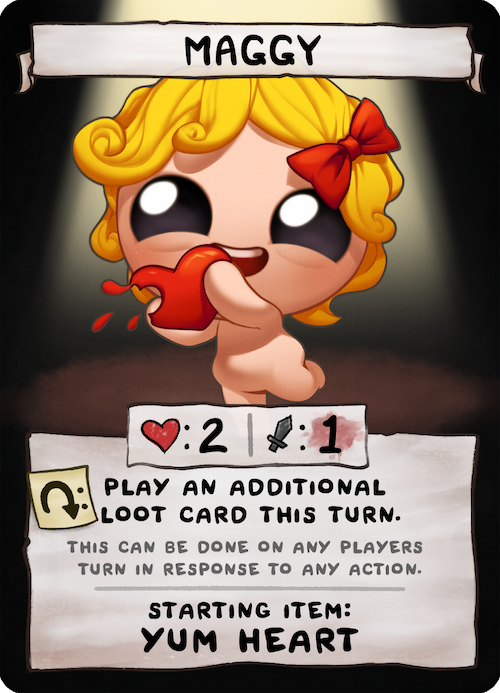 MAGGY
:2 | :1
: PLAY AN ADDITIONAL
LOOT CARD THIS TURN.
THIS CAN BE DONE ON ANY PLAYERS
TURN IN RESPONSE TO ANY ACTION.
STARTING ITEM:
YUM HEART